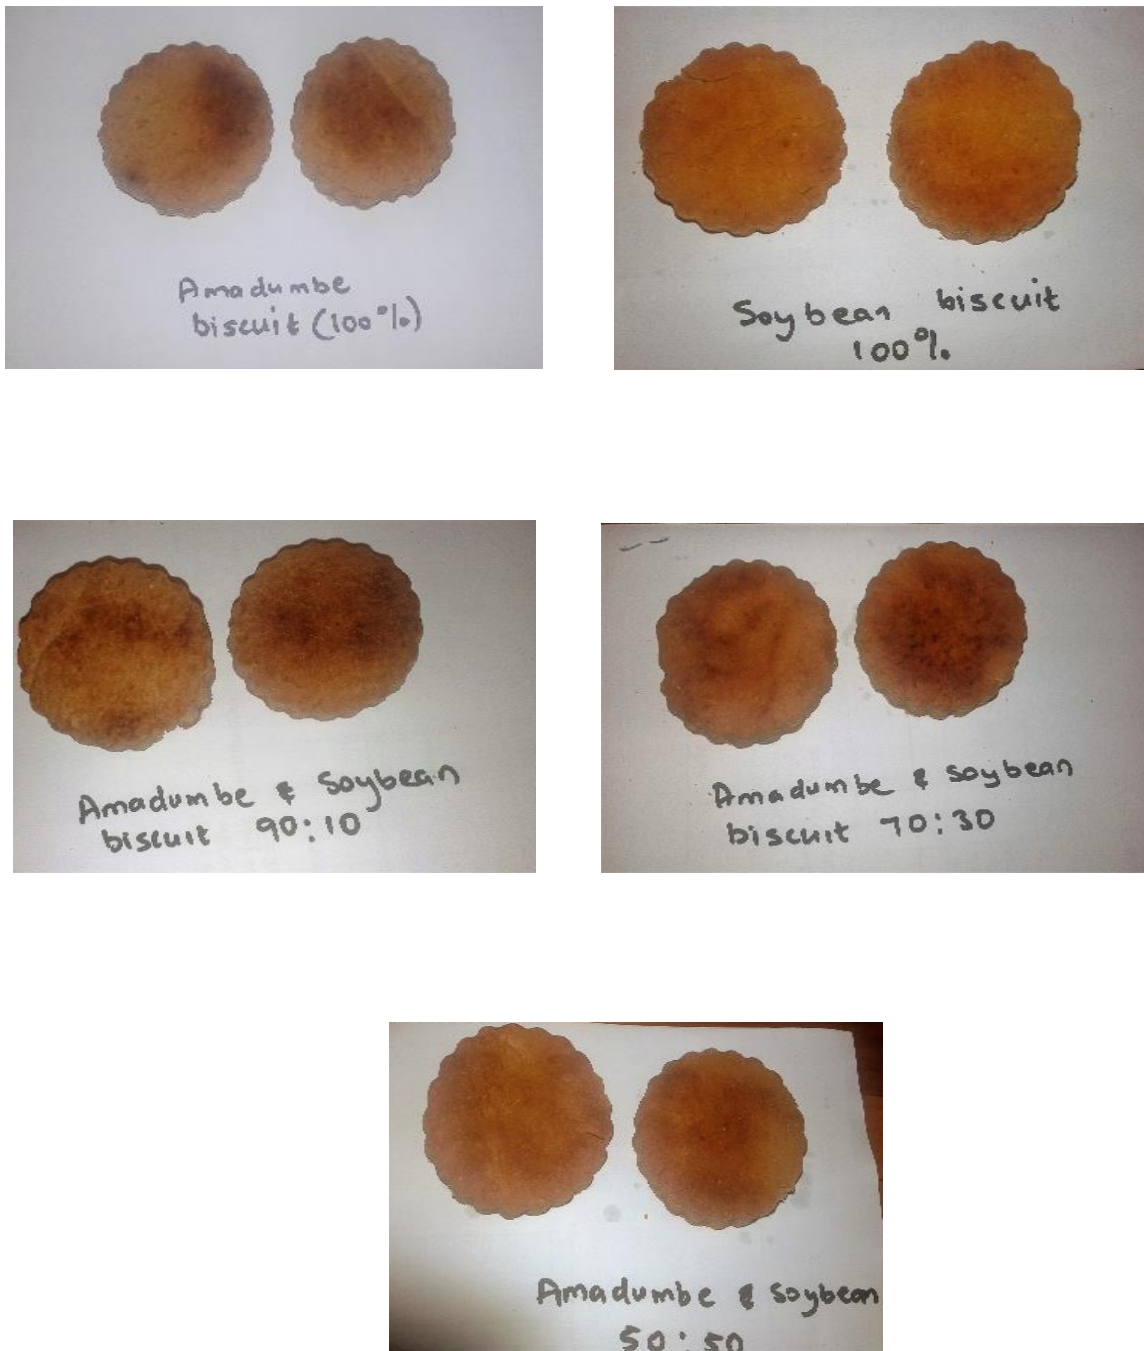 Amadumbe
biscuit (100%)
Soybean biscuit
100%
Amadumbe & Soybean
biscuit 90:10
Amadumbe & soybean
biscuit 70:30
Amadumbe & soybean
50:50